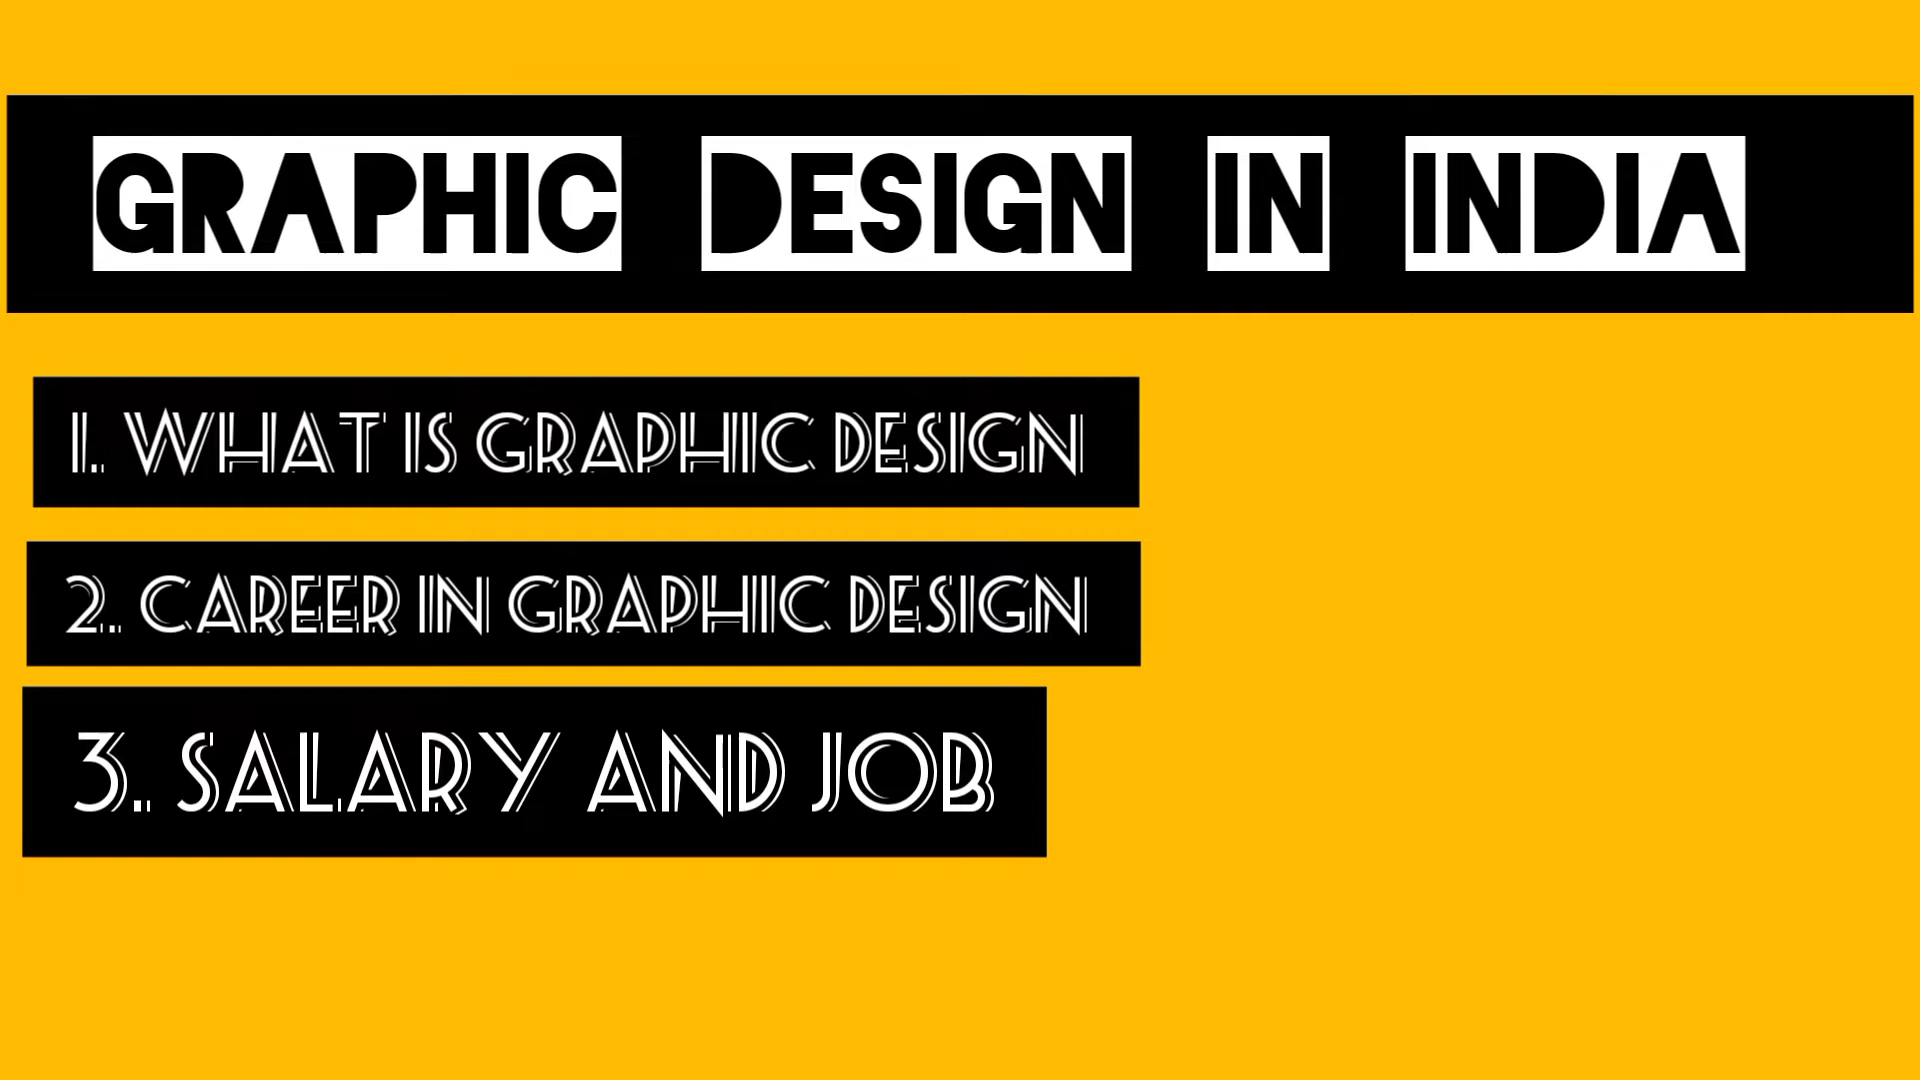 GRAPHIC DESIGN IN INDIA
1. WHAT IS GRAPHIC DESIGN
2. CAREER IN GRAPHIC DESIGN
3. SALARY AND JOB